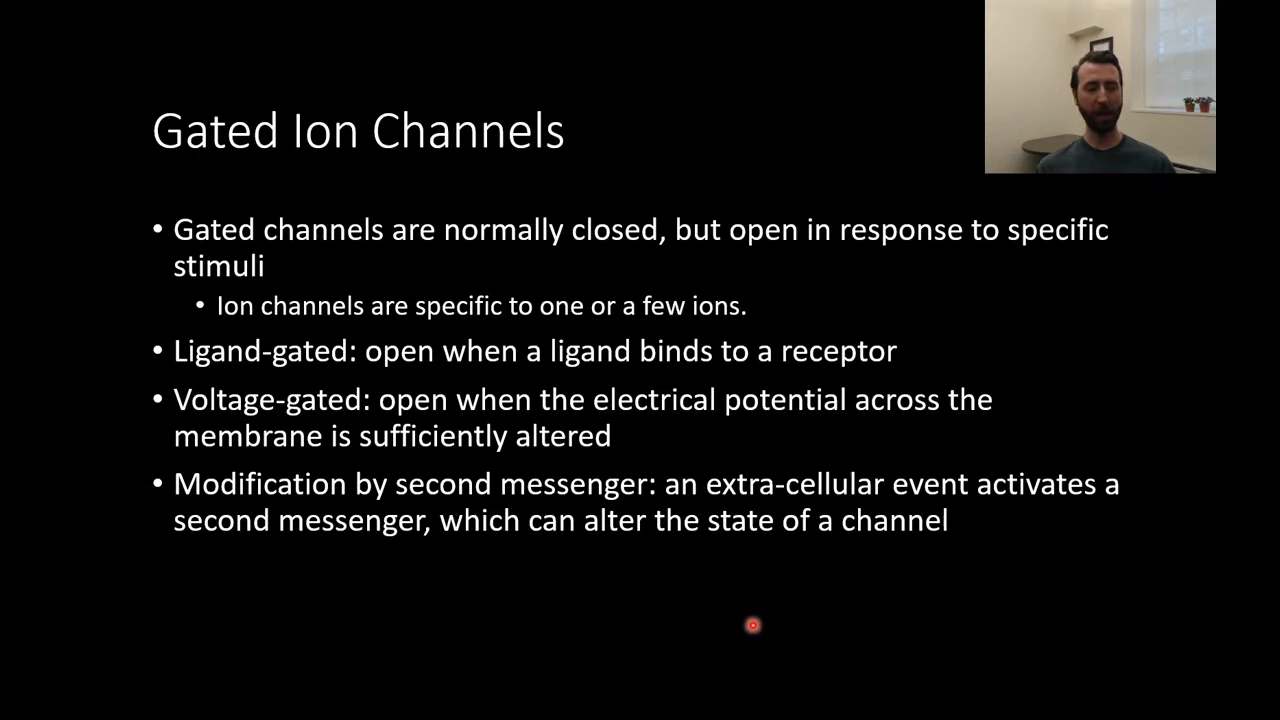 Gated Ion Channels
• Gated channels are normally closed, but open in response to specific
stimuli
• Ion channels are specific to one or a few ions.
• Ligand-gated: open when a ligand binds to a receptor
• Voltage-gated: open when the electrical potential across the
membrane is sufficiently altered
• Modification by second messenger: an extra-cellular event activates a
second messenger, which can alter the state of a channel